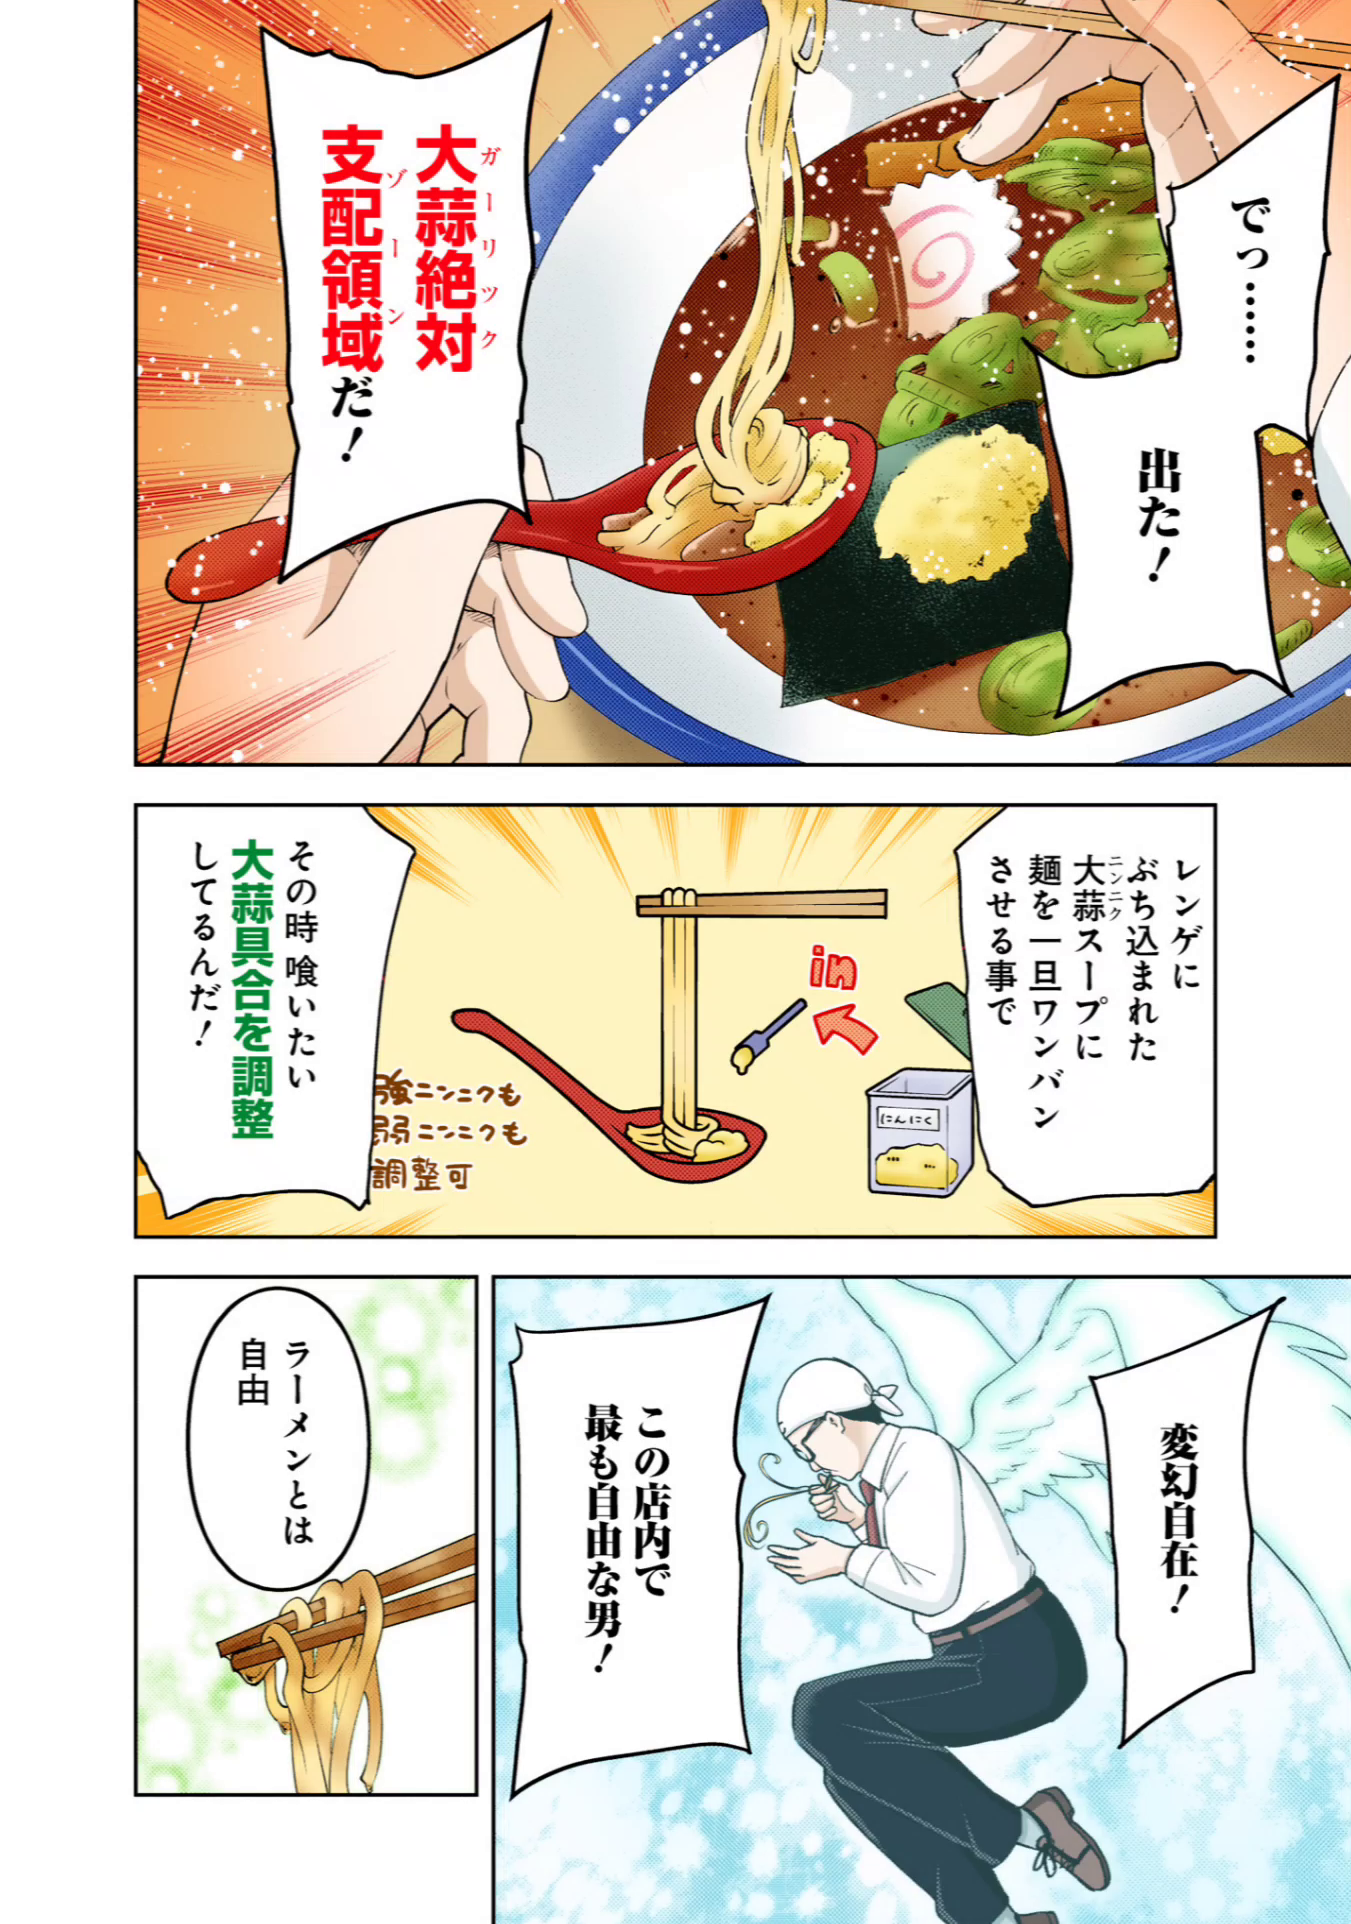 でっ……
出た！
大蒜絶対
ガーリック
支配領域だ！
ゾーン
レンゲに
ぶち込まれた
大蒜スープに
ニンニク
麺を一旦ワンバン
させる事で
in
にんにく
強ニンニクも
弱ニンニクも
調整可
その時喰いたい
大蒜具合を調整
してるんだ！
変幻自在！
この店内で
最も自由な男！
ラーメンとは
自由